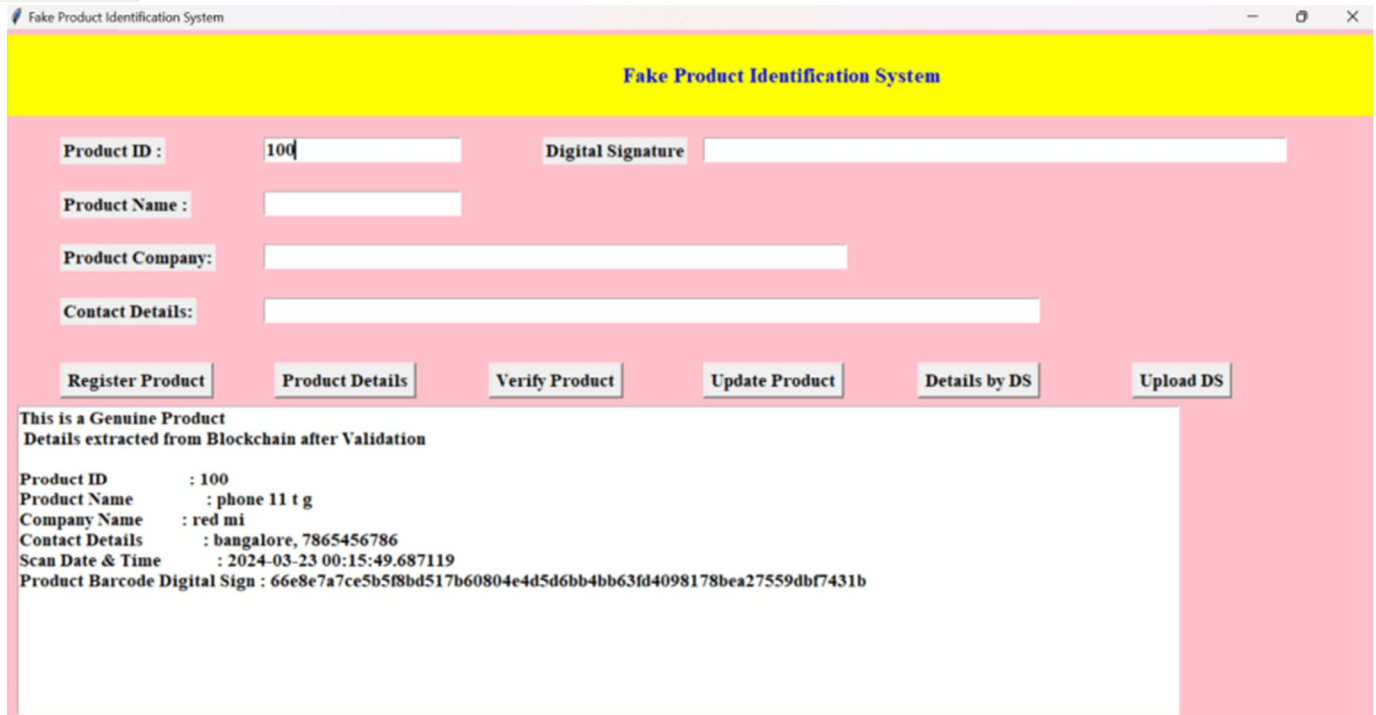 Fake Product Identification System
Fake Product Identification System
Product ID : 100 Digital Signature
Product Name :
Product Company:
Contact Details:
Register Product Product Details Verify Product Update Product Details by DS Upload DS
This is a Genuine Product
Details extracted from Blockchain after Validation
Product ID : 100
Product Name : phone 11 t g
Company Name : red mi
Contact Details : bangalore, 7865456786
Scan Date & Time : 2024-03-23 00:15:49.687119
Product Barcode Digital Sign : 66e8e7a7ce5b5f8bd517b60804e4d5d6bb4bb63fd4098178bea27559dbf7431b